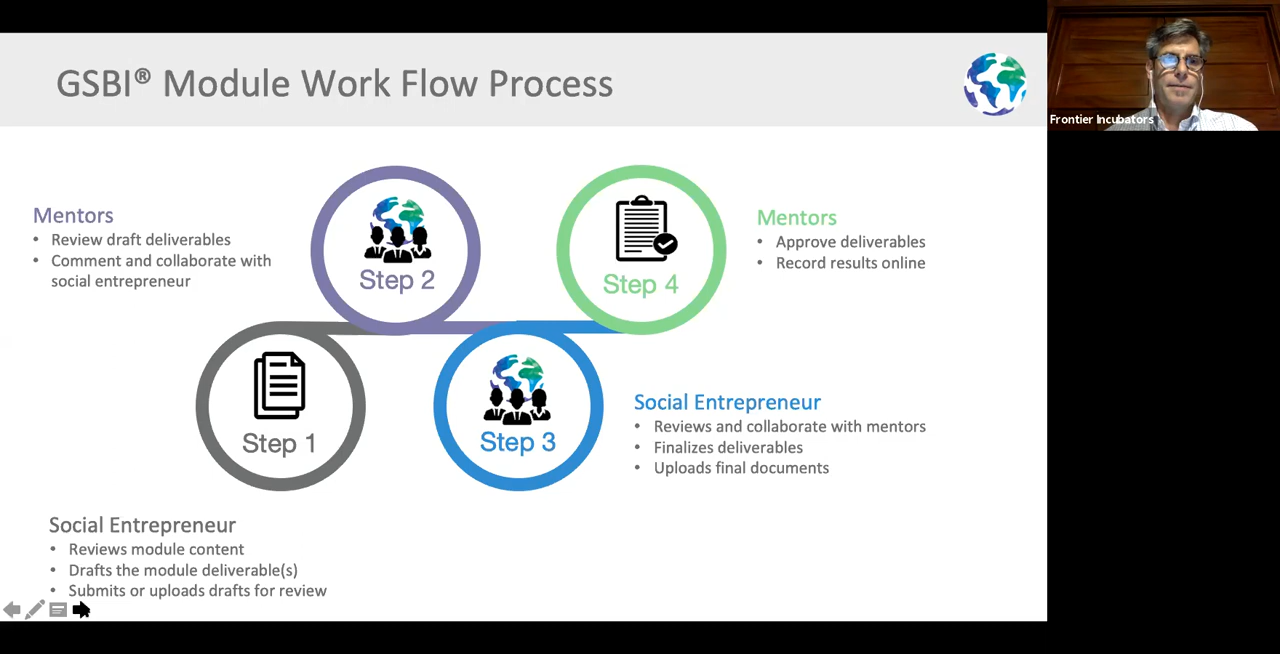 GSBI® Module Work Flow Process
Frontier Incubators
Mentors
• Review draft deliverables
• Comment and collaborate with
social entrepreneur
Step 2
Step 4
Mentors
• Approve deliverables
• Record results online
Step 1
Step 3
Social Entrepreneur
• Reviews and collaborate with mentors
• Finalizes deliverables
• Uploads final documents
Social Entrepreneur
• Reviews module content
• Drafts the module deliverable(s)
• Submits or uploads drafts for review